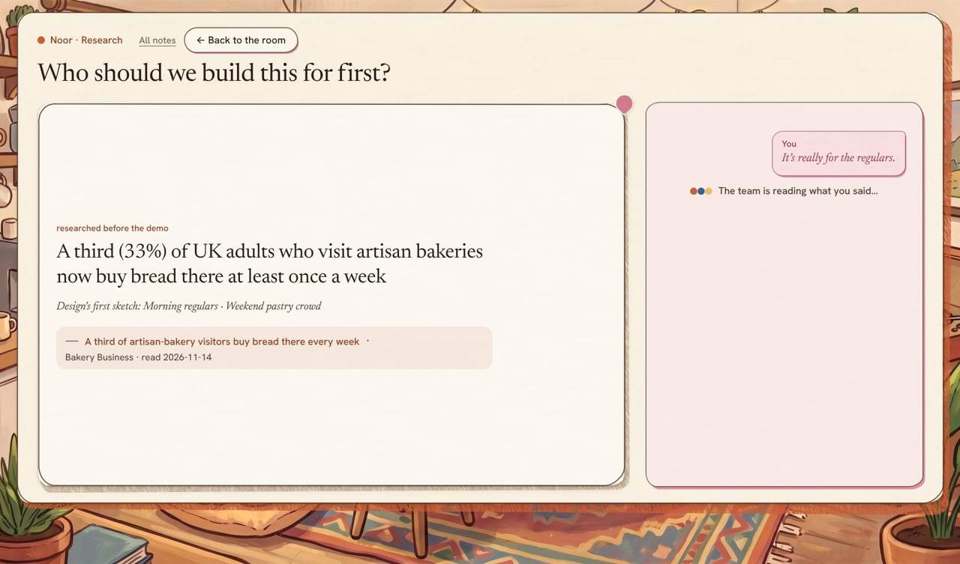 Noor · Research All notes ← Back to the room
Who should we build this for first?
researched before the demo
A third (33%) of UK adults who visit artisan bakeries
now buy bread there at least once a week
Design's first sketch: Morning regulars · Weekend pastry crowd
— A third of artisan-bakery visitors buy bread there every week ·
Bakery Business · read 2026-11-14
You
It's really for the regulars.
The team is reading what you said…